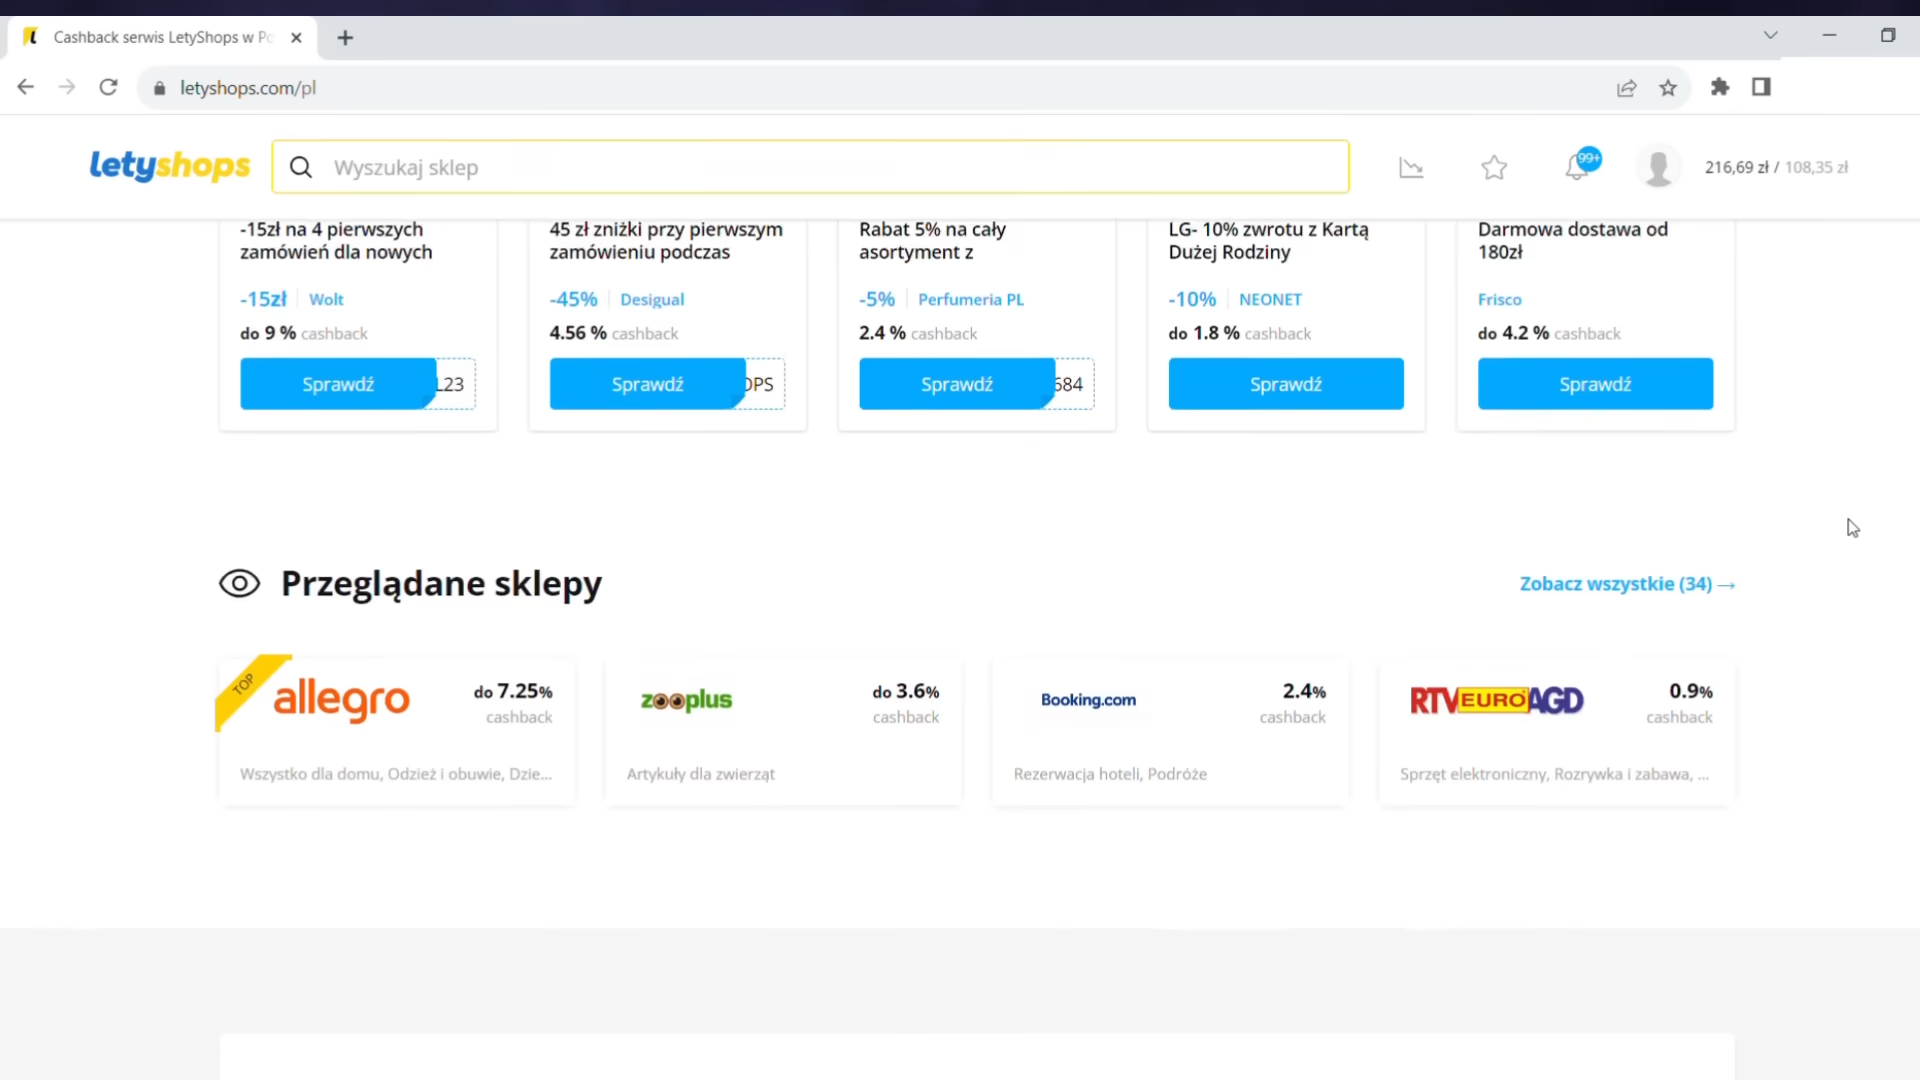 Cashback serwis LetyShops w Po
letyshops.com/pl
letyshops
Wyszukaj sklep
99+
216,69 zł / 108,35 zł
-15zł na 4 pierwszych
zamówień dla nowych
-15zł Wolt
do 9 % cashback
Sprawdź
L23
45 zł zniżki przy pierwszym
zamówieniu podczas
-45% Desigual
4.56 % cashback
Sprawdź
OPS
Rabat 5% na cały
asortyment z
-5% Perfumeria PL
2.4 % cashback
Sprawdź
684
LG- 10% zwrotu z Kartą
Dużej Rodziny
-10% NEONET
do 1.8 % cashback
Sprawdź
Darmowa dostawa od
180zł
Frisco
do 4.2 % cashback
Sprawdź
Przeglądane sklepy
Zobacz wszystkie (34) →
TOP
allegro
do 7.25%
cashback
Wszystko dla domu, Odzież i obuwie, Dzie...
zooplus
do 3.6%
cashback
Artykuły dla zwierząt
Booking.com
2.4%
cashback
Rezerwacja hoteli, Podróże
RTV EURO AGD
0.9%
cashback
Sprzęt elektroniczny, Rozrywka i zabawa, ...